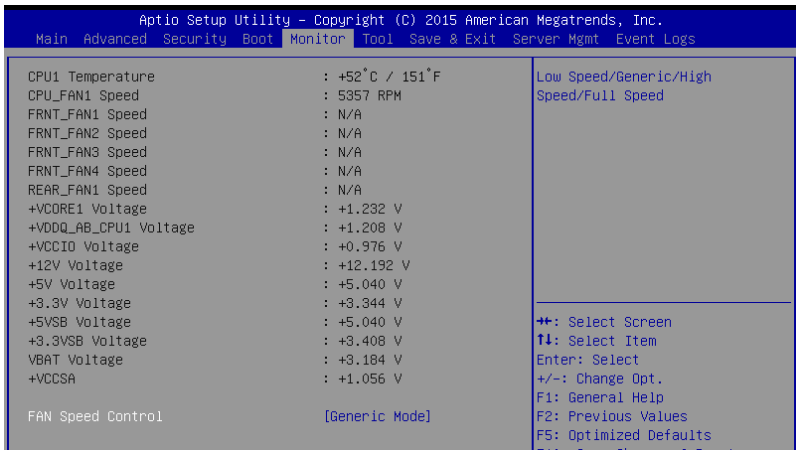 Aptio Setup Utility – Copyright (C) 2015 American Megatrends, Inc.
Main Advanced Security Boot Monitor Tool Save & Exit Server Mgmt Event Logs
CPU1 Temperature : +52°C / 151°F
CPU_FAN1 Speed : 5357 RPM
FRNT_FAN1 Speed : N/A
FRNT_FAN2 Speed : N/A
FRNT_FAN3 Speed : N/A
FRNT_FAN4 Speed : N/A
REAR_FAN1 Speed : N/A
+VCORE1 Voltage : +1.232 V
+VDDQ_AB_CPU1 Voltage : +1.208 V
+VCCIO Voltage : +0.976 V
+12V Voltage : +12.192 V
+5V Voltage : +5.040 V
+3.3V Voltage : +3.344 V
+5VSB Voltage : +5.040 V
+3.3VSB Voltage : +3.408 V
VBAT Voltage : +3.184 V
+VCCSA : +1.056 V
FAN Speed Control [Generic Mode]
Low Speed/Generic/High
Speed/Full Speed
→←: Select Screen
↑↓: Select Item
Enter: Select
+/-: Change Opt.
F1: General Help
F2: Previous Values
F5: Optimized Defaults